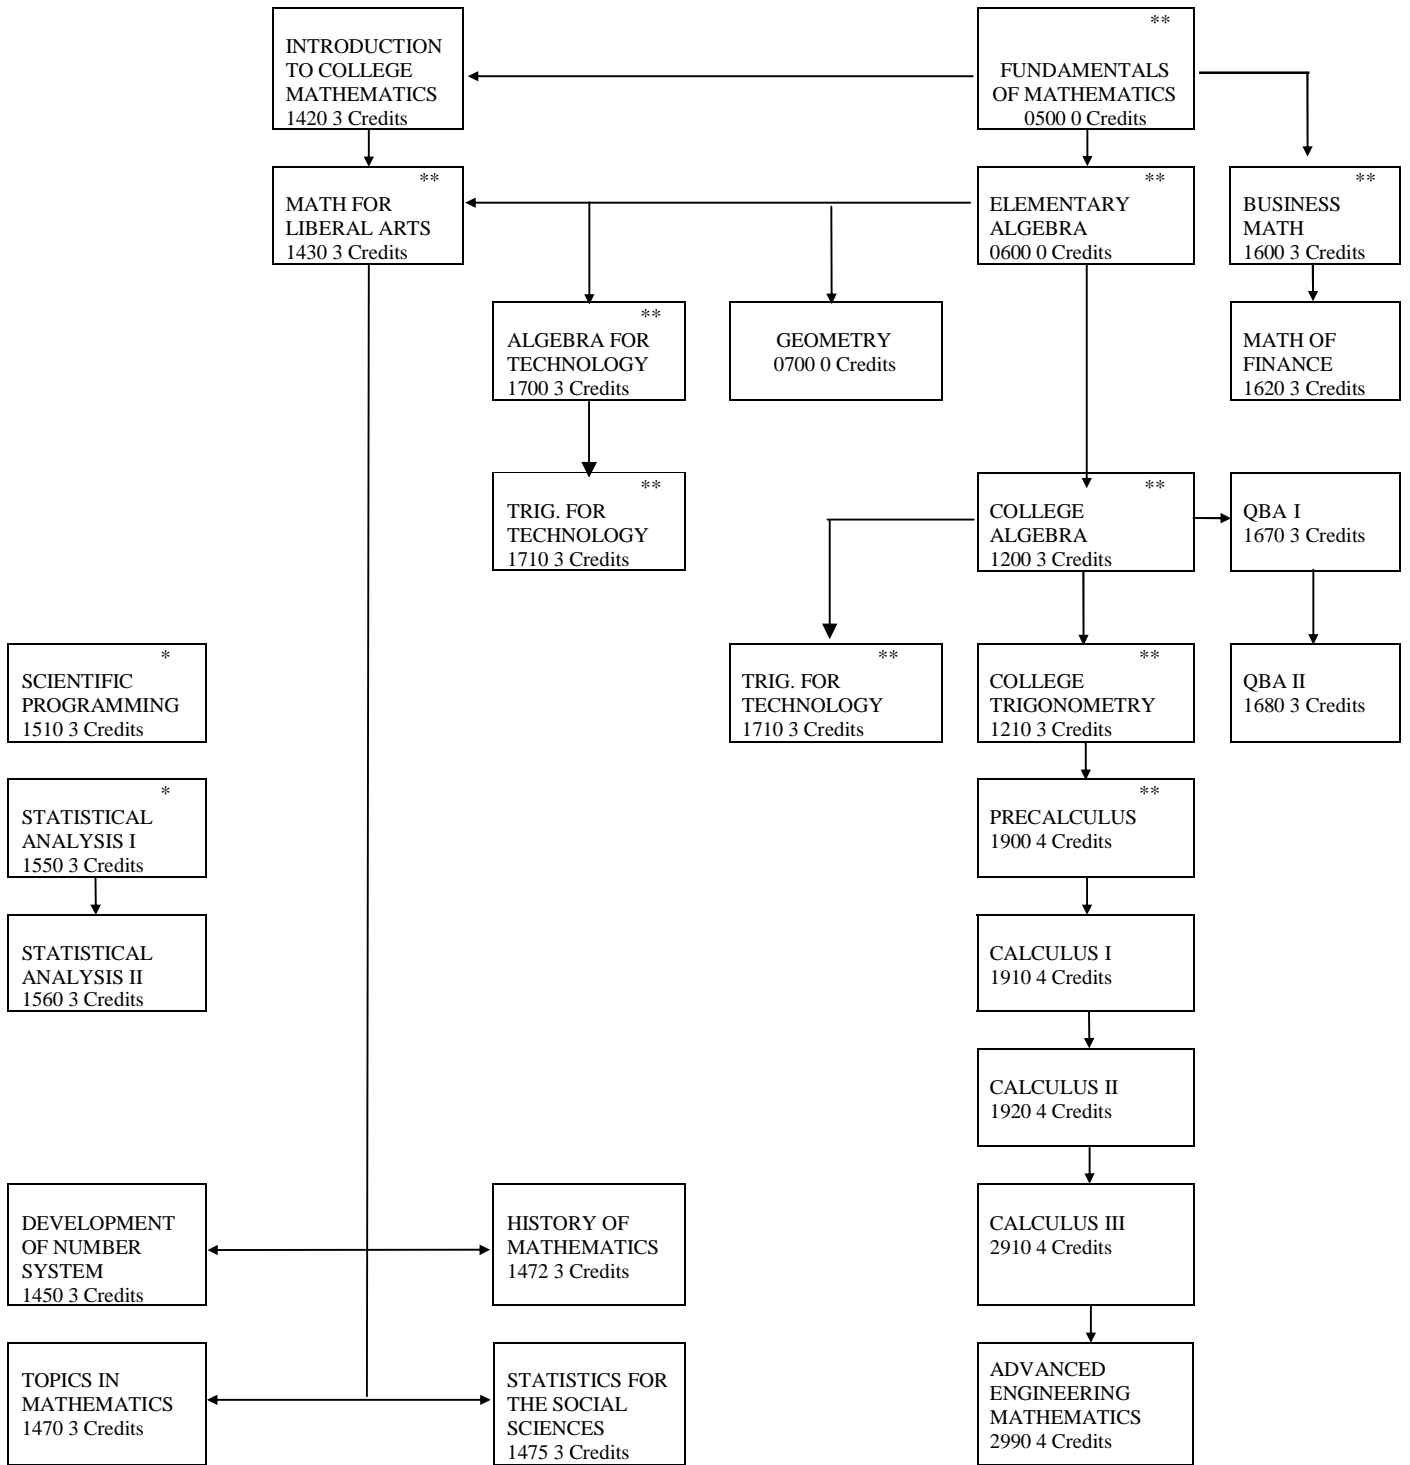 INTRODUCTION
TO COLLEGE
MATHEMATICS
1420 3 Credits
**
FUNDAMENTALS
OF MATHEMATICS
0500 0 Credits
**
MATH FOR
LIBERAL ARTS
1430 3 Credits
**
ELEMENTARY
ALGEBRA
0600 0 Credits
**
BUSINESS
MATH
1600 3 Credits
**
ALGEBRA FOR
TECHNOLOGY
1700 3 Credits
GEOMETRY
0700 0 Credits
MATH OF
FINANCE
1620 3 Credits
**
TRIG. FOR
TECHNOLOGY
1710 3 Credits
**
COLLEGE
ALGEBRA
1200 3 Credits
QBA I
1670 3 Credits
*
SCIENTIFIC
PROGRAMMING
1510 3 Credits
**
TRIG. FOR
TECHNOLOGY
1710 3 Credits
**
COLLEGE
TRIGONOMETRY
1210 3 Credits
QBA II
1680 3 Credits
*
STATISTICAL
ANALYSIS I
1550 3 Credits
**
PRECALCULUS
1900 4 Credits
STATISTICAL
ANALYSIS II
1560 3 Credits
CALCULUS I
1910 4 Credits
CALCULUS II
1920 4 Credits
DEVELOPMENT
OF NUMBER
SYSTEM
1450 3 Credits
HISTORY OF
MATHEMATICS
1472 3 Credits
CALCULUS III
2910 4 Credits
TOPICS IN
MATHEMATICS
1470 3 Credits
STATISTICS FOR
THE SOCIAL
SCIENCES
1475 3 Credits
ADVANCED
ENGINEERING
MATHEMATICS
2990 4 Credits